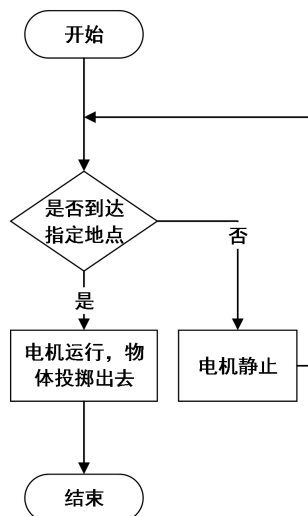 开始
是否到达
指定地点
否
是
电机运行，物
体投掷出去
电机静止
结束